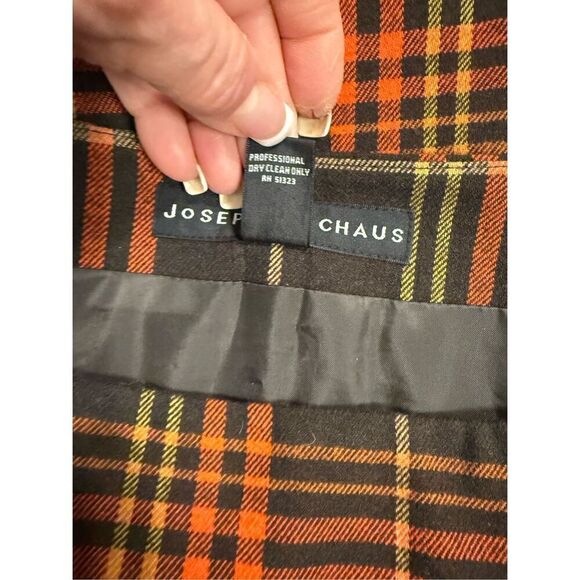 PROFESSIONAL
DRY CLEAN ONLY
RN 51323
JOSEP CHAUS